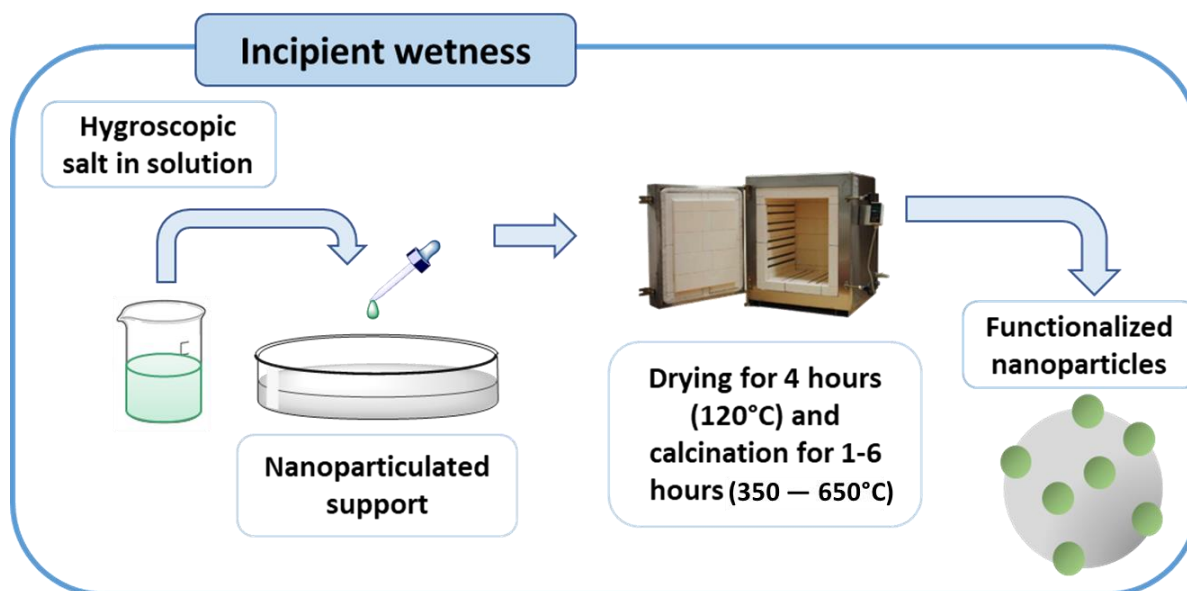 Incipient wetness
Hygroscopic
salt in solution
Nanoparticulated
support
Drying for 4 hours
(120°C) and
calcination for 1-6
hours (350 — 650°C)
Functionalized
nanoparticles